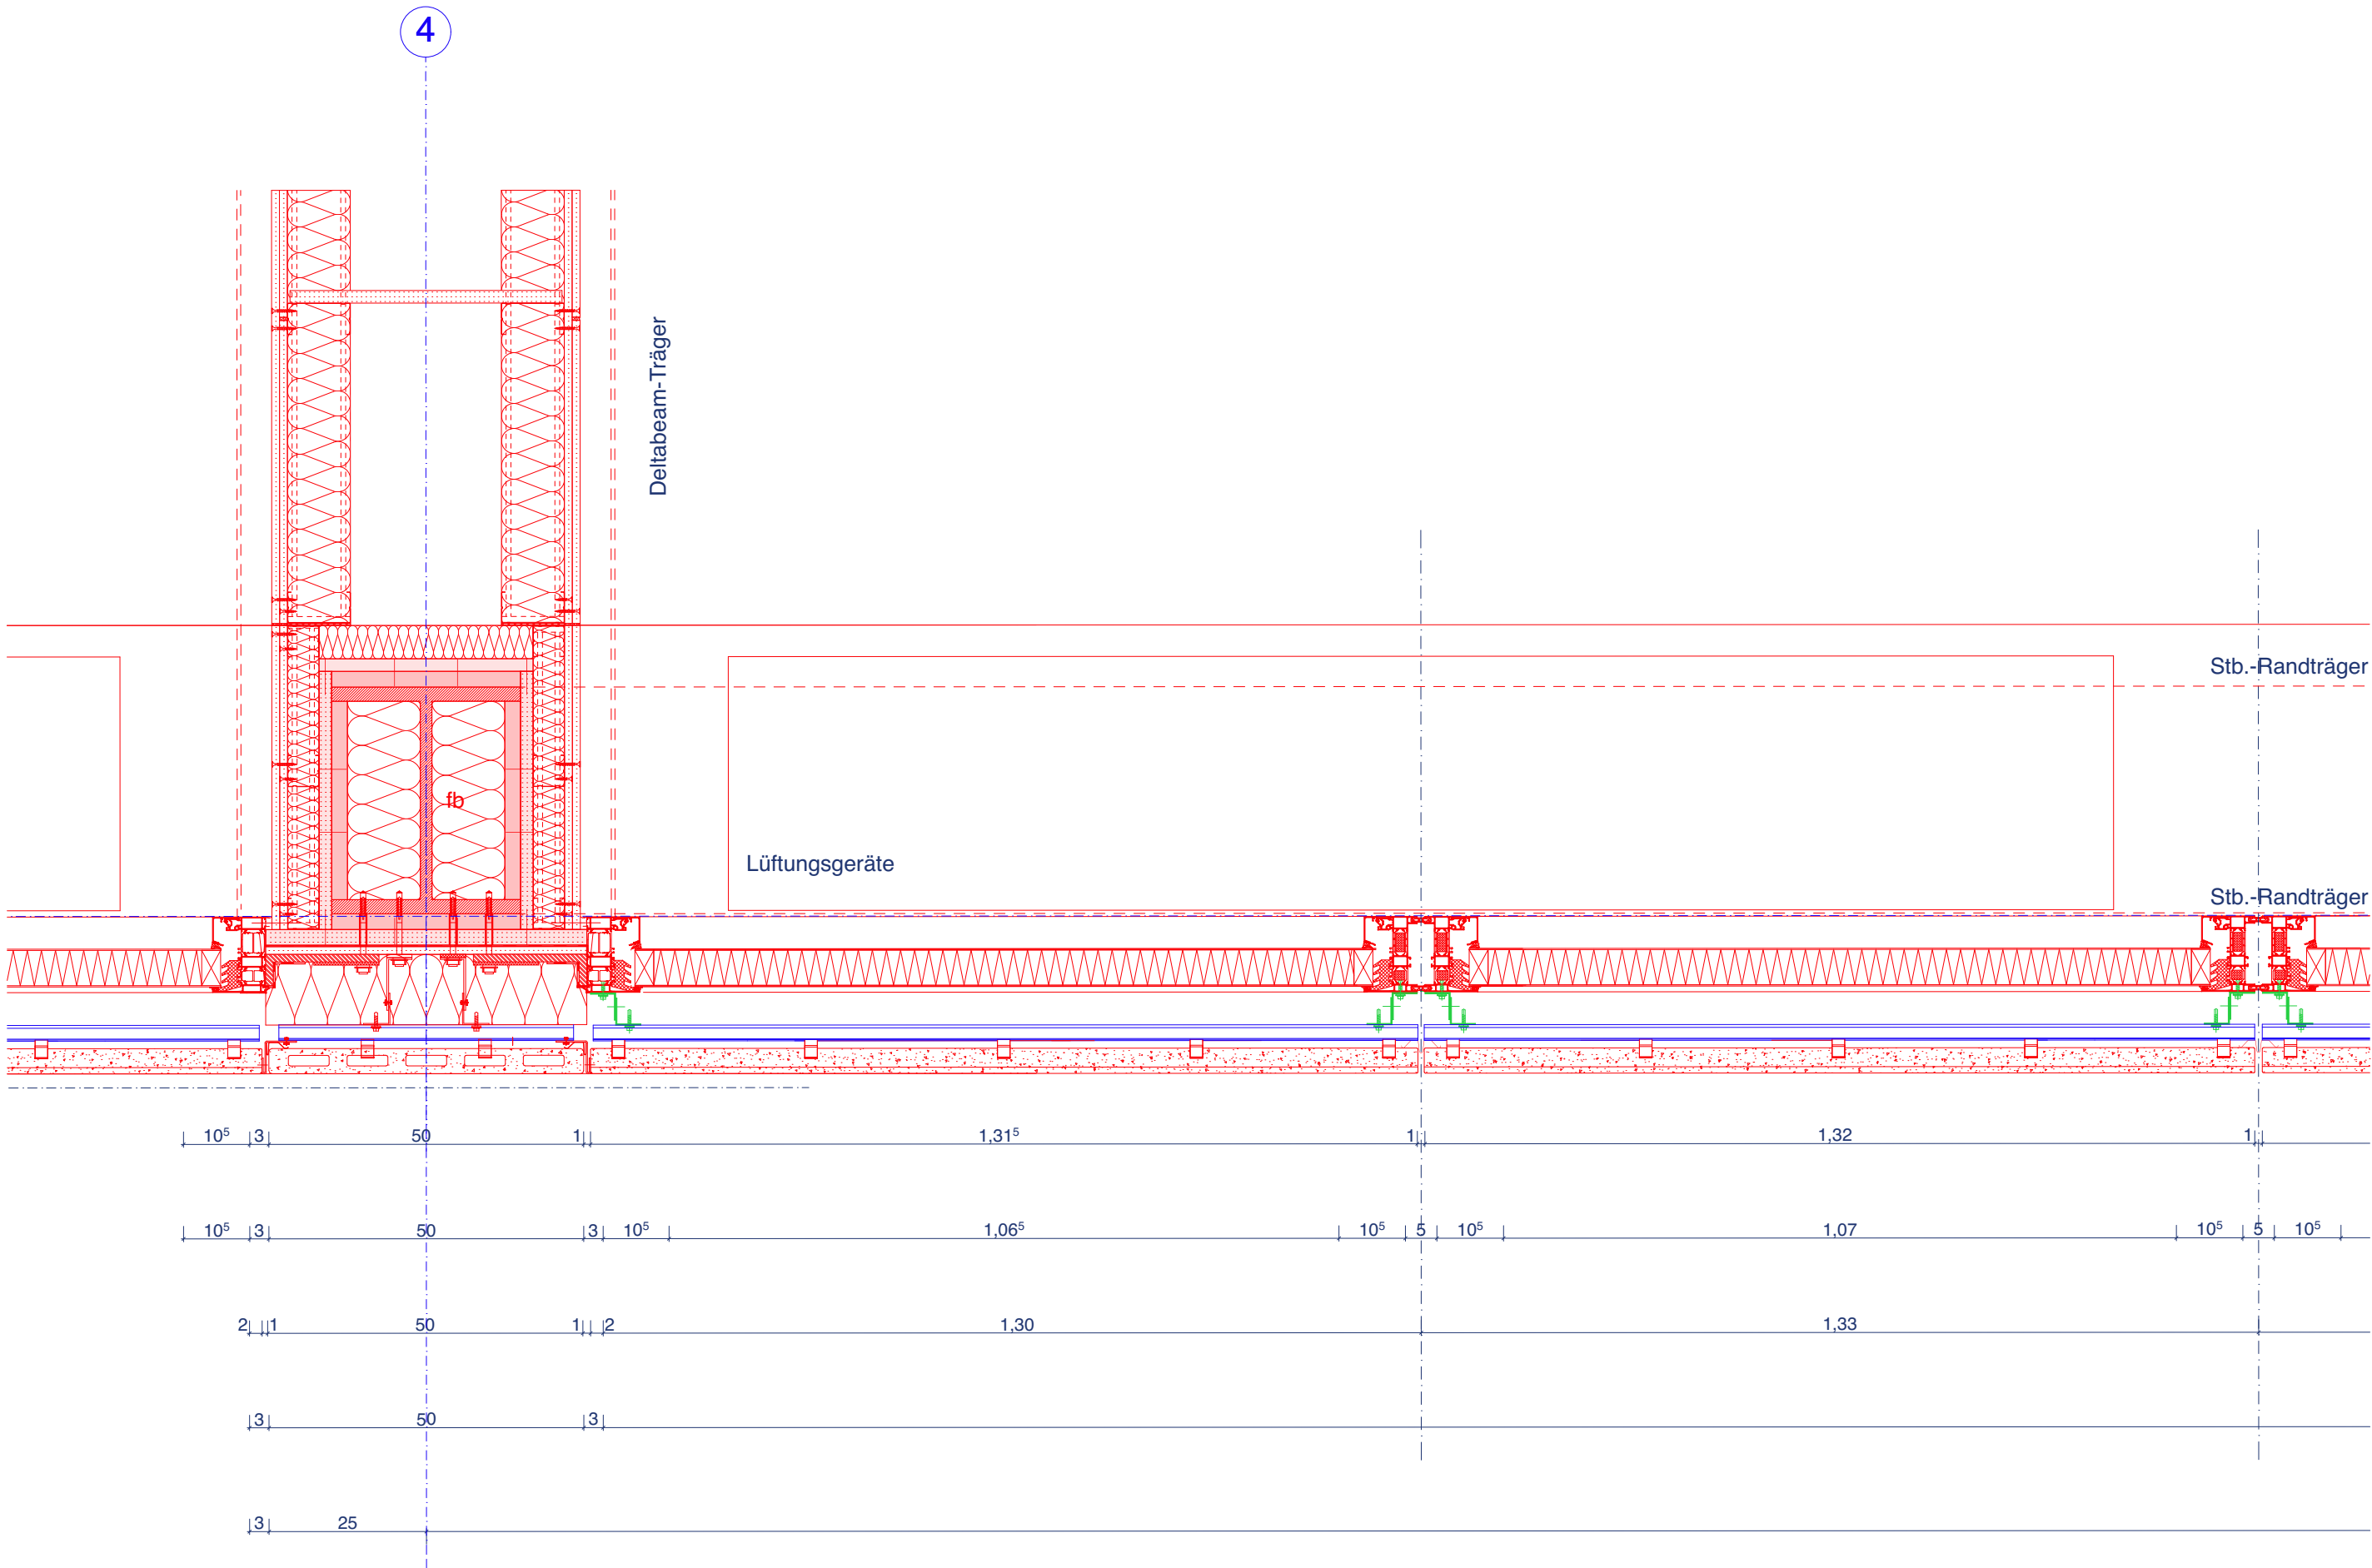 4
Deltabeam-Träger
Stb.-Randträger
fb
Lüftungsgeräte
Stb.-Randträger
10⁵ 3 50 1 1,31⁵ 1 1,32 1
10⁵ 3 50 3 10⁵ 1,06⁵ 10⁵ 5 10⁵ 1,07 10⁵ 5 10⁵
2 1 50 1 2 1,30 1,33
3 50 3
3 25